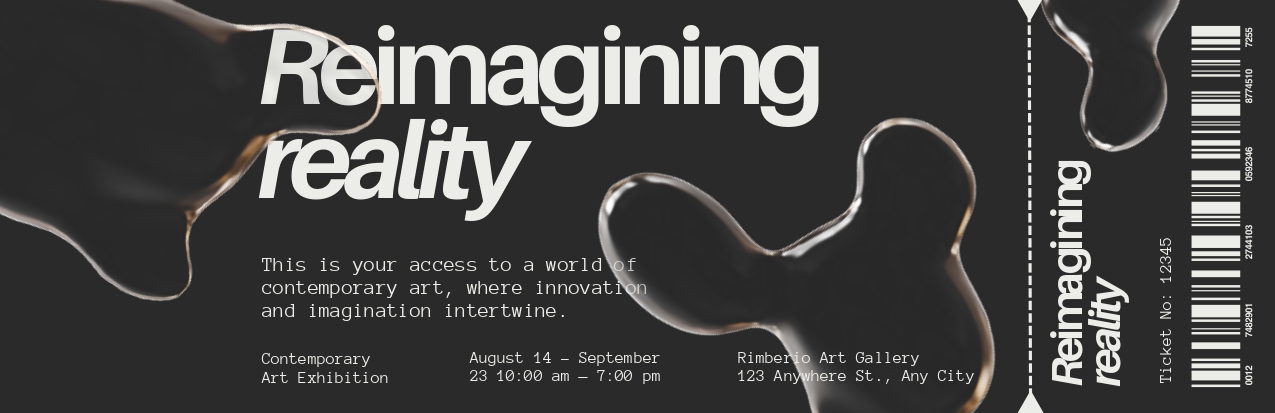 Reimagining
reality
This is your access to a world of
contemporary art, where innovation
and imagination intertwine.
Contemporary
Art Exhibition
August 14 – September
23 10:00 am – 7:00 pm
Rimberio Art Gallery
123 Anywhere St., Any City
Reimagining
reality
Ticket No: 12345
0012 7482901 2744103 0592346 8774510 7255